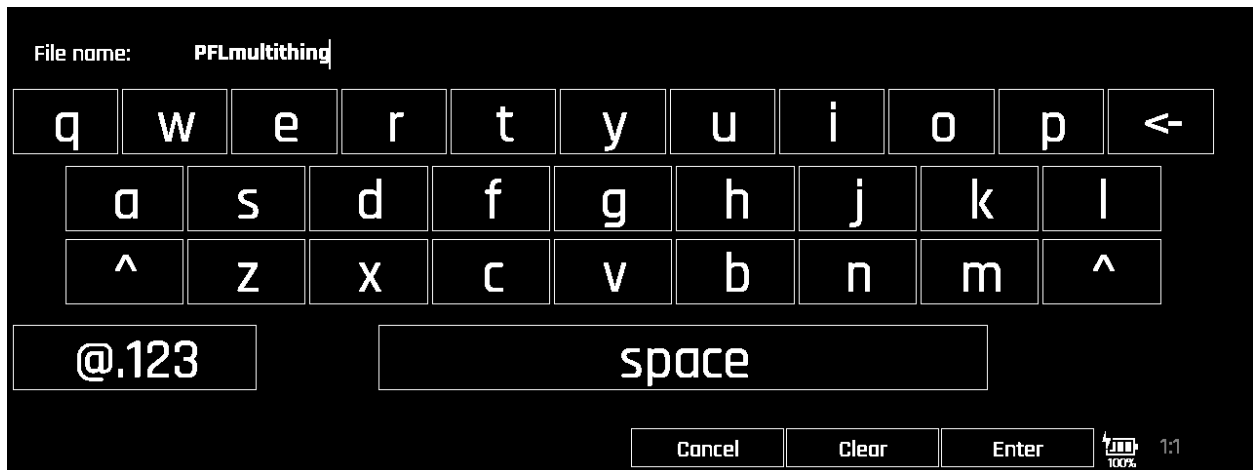 File name: PFLmultithing
q w e r t y u i o p <-
a s d f g h j k l
^ z x c v b n m ^
@.123 space
Cancel Clear Enter 100% 1:1